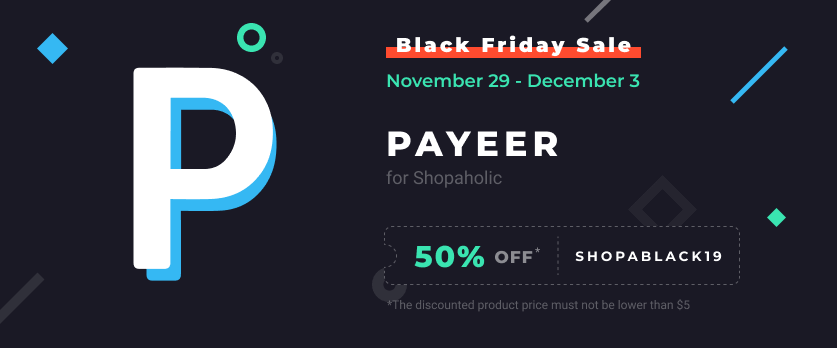 P
Black Friday Sale
November 29 - December 3
PAYEER
for Shopaholic
50% OFF* SHOPABLACK19
*The discounted product price must not be lower than $5